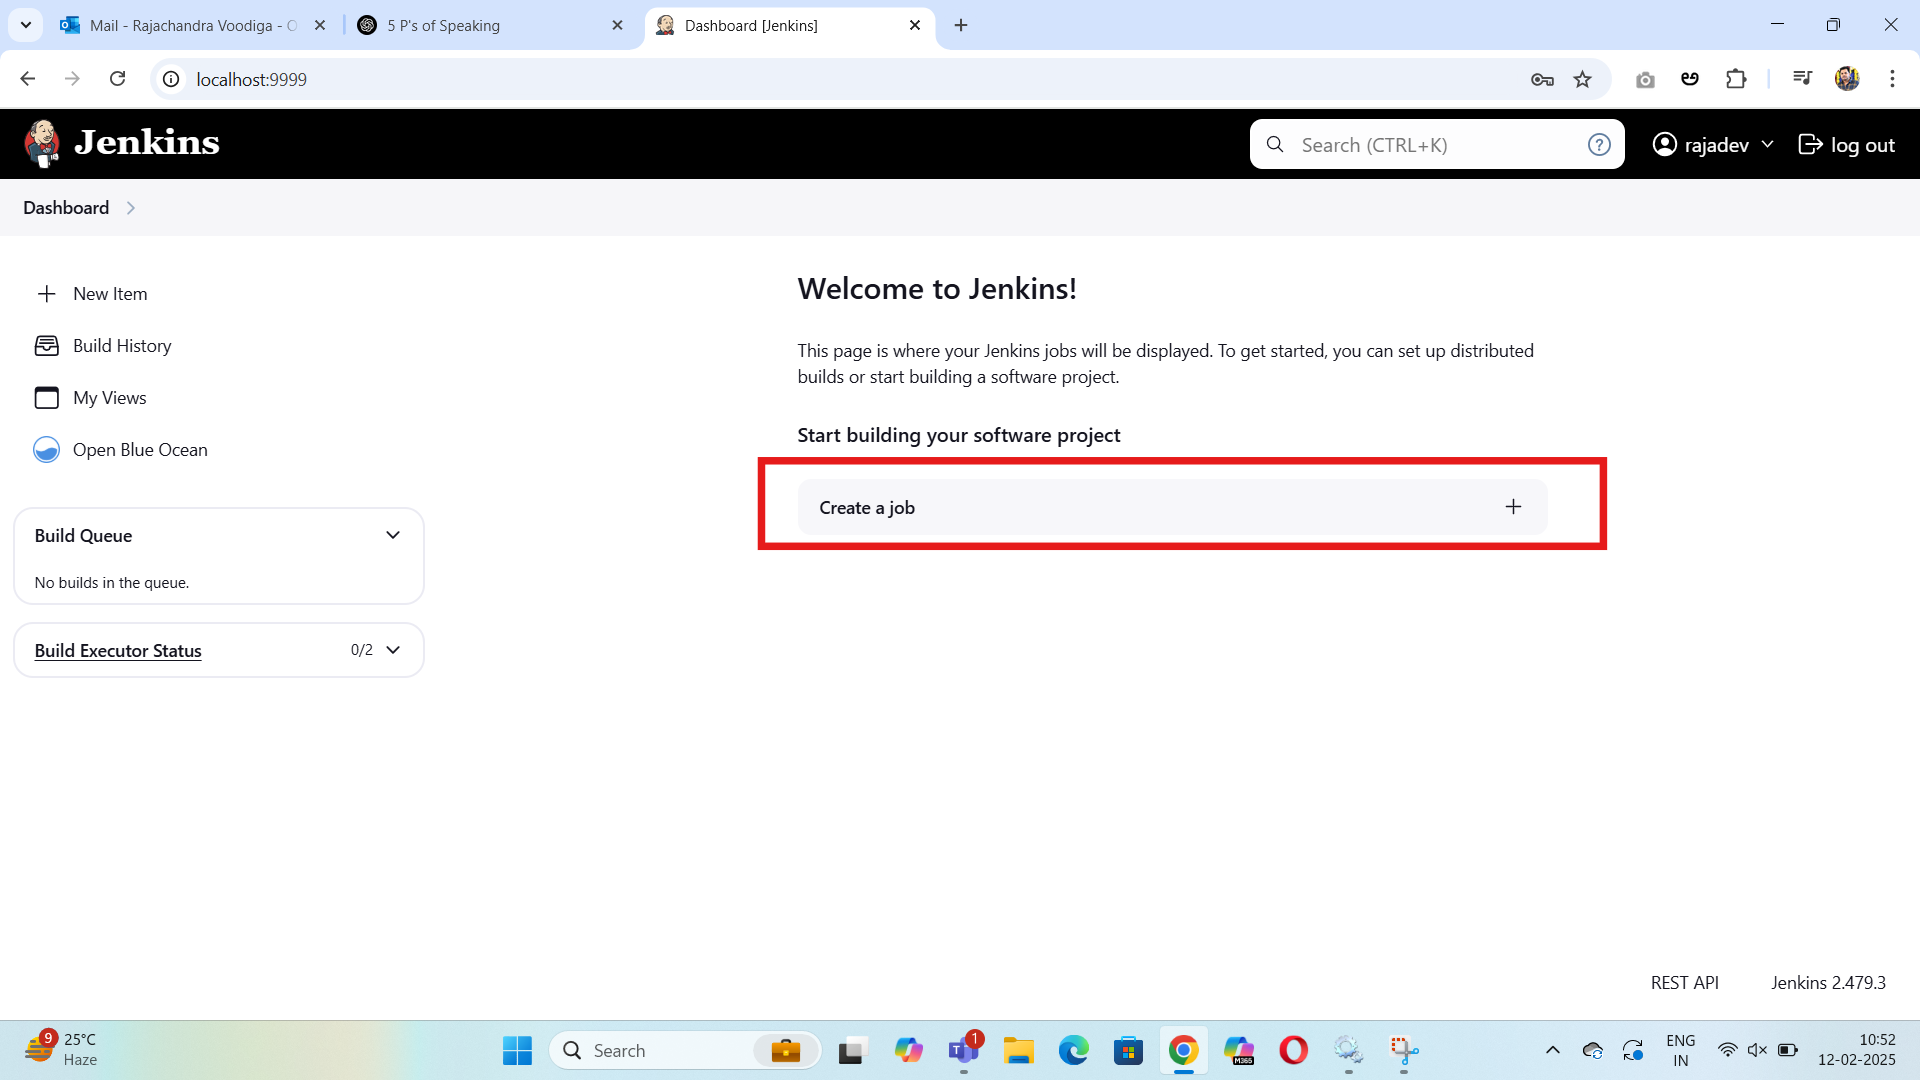 Mail - Rajachandra Voodiga - O
5 P's of Speaking
Dashboard [Jenkins]
localhost:9999
Jenkins
Search (CTRL+K)
?
rajadev
log out
Dashboard
New Item
Build History
My Views
Open Blue Ocean
Build Queue
No builds in the queue.
Build Executor Status
0/2
Welcome to Jenkins!
This page is where your Jenkins jobs will be displayed. To get started, you can set up distributed
builds or start building a software project.
Start building your software project
Create a job
REST API
Jenkins 2.479.3
9
25°C
Haze
Search
1
M365
ENG
IN
10:52
12-02-2025